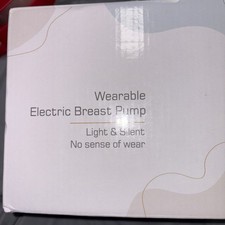 Wearable
Electric Breast Pump
Light & Silent
No sense of wear